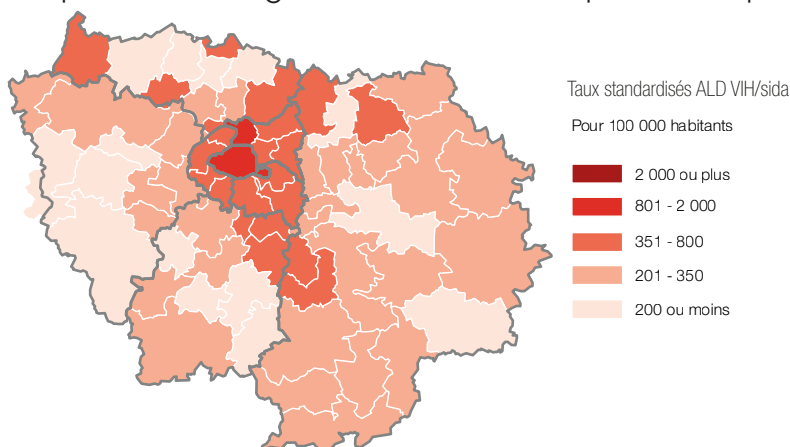 Taux standardisés ALD VIH/sida
Pour 100 000 habitants
2 000 ou plus
801 - 2 000
351 - 800
201 - 350
200 ou moins